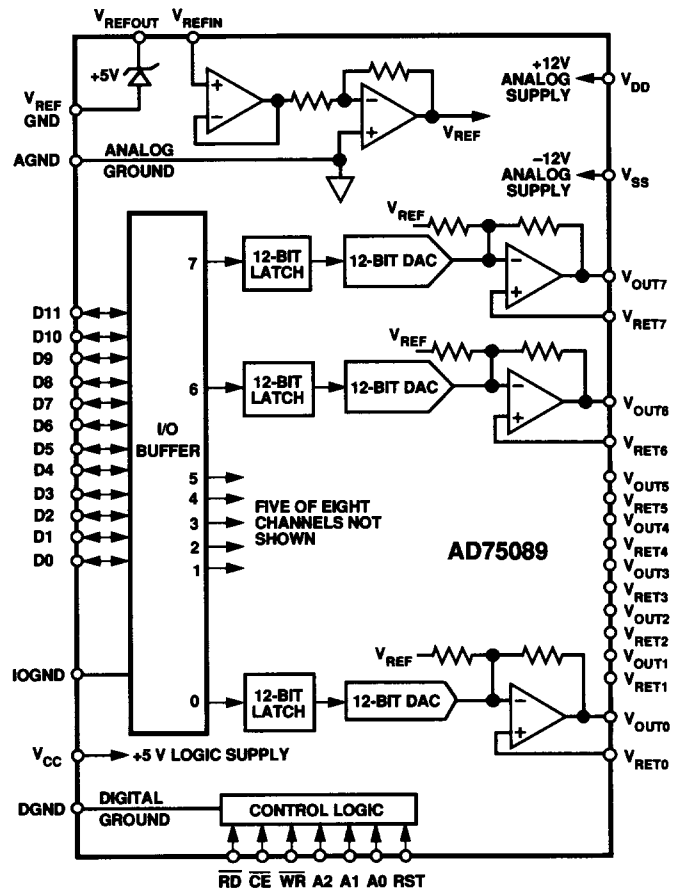 VREFOUT
VREFIN
+5V
VREF
GND
+
−
−
+
VREF
+12V
ANALOG
SUPPLY
VDD
AGND
ANALOG
GROUND
−12V
ANALOG
SUPPLY
VSS
7
12-BIT
LATCH
12-BIT DAC
VREF
−
+
VOUT7
VRET7
D11
D10
D9
D8
D7
D6
D5
D4
D3
D2
D1
D0
I/O
BUFFER
6
12-BIT
LATCH
12-BIT DAC
VREF
−
+
VOUT6
VRET6
5
4
3
2
1
FIVE OF EIGHT
CHANNELS NOT
SHOWN
AD75089
VOUT5
VRET5
VOUT4
VRET4
VOUT3
VRET3
VOUT2
VRET2
VOUT1
VRET1
IOGND
0
12-BIT
LATCH
12-BIT DAC
VREF
−
+
VOUT0
VRET0
VCC
+5 V LOGIC SUPPLY
DGND
DIGITAL
GROUND
CONTROL LOGIC
R̅D̅ C̅E̅ W̅R̅ A2 A1 A0 RST